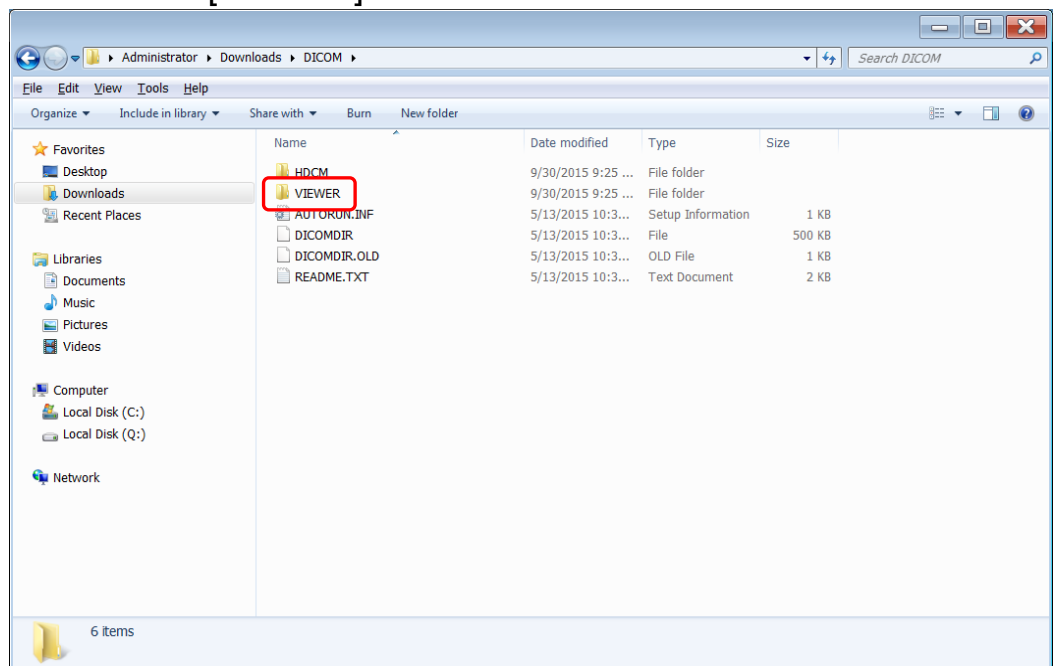 Administrator ▸ Downloads ▸ DICOM ▸ Search DICOM
File Edit View Tools Help
Organize Include in library Share with Burn New folder
Name Date modified Type Size
Favorites
Desktop
Downloads
Recent Places
Libraries
Documents
Music
Pictures
Videos
Computer
Local Disk (C:)
Local Disk (Q:)
Network
HDCM 9/30/2015 9:25 ... File folder
VIEWER 9/30/2015 9:25 ... File folder
AUTORUN.INF 5/13/2015 10:3... Setup Information 1 KB
DICOMDIR 5/13/2015 10:3... File 500 KB
DICOMDIR.OLD 5/13/2015 10:3... OLD File 1 KB
README.TXT 5/13/2015 10:3... Text Document 2 KB
6 items